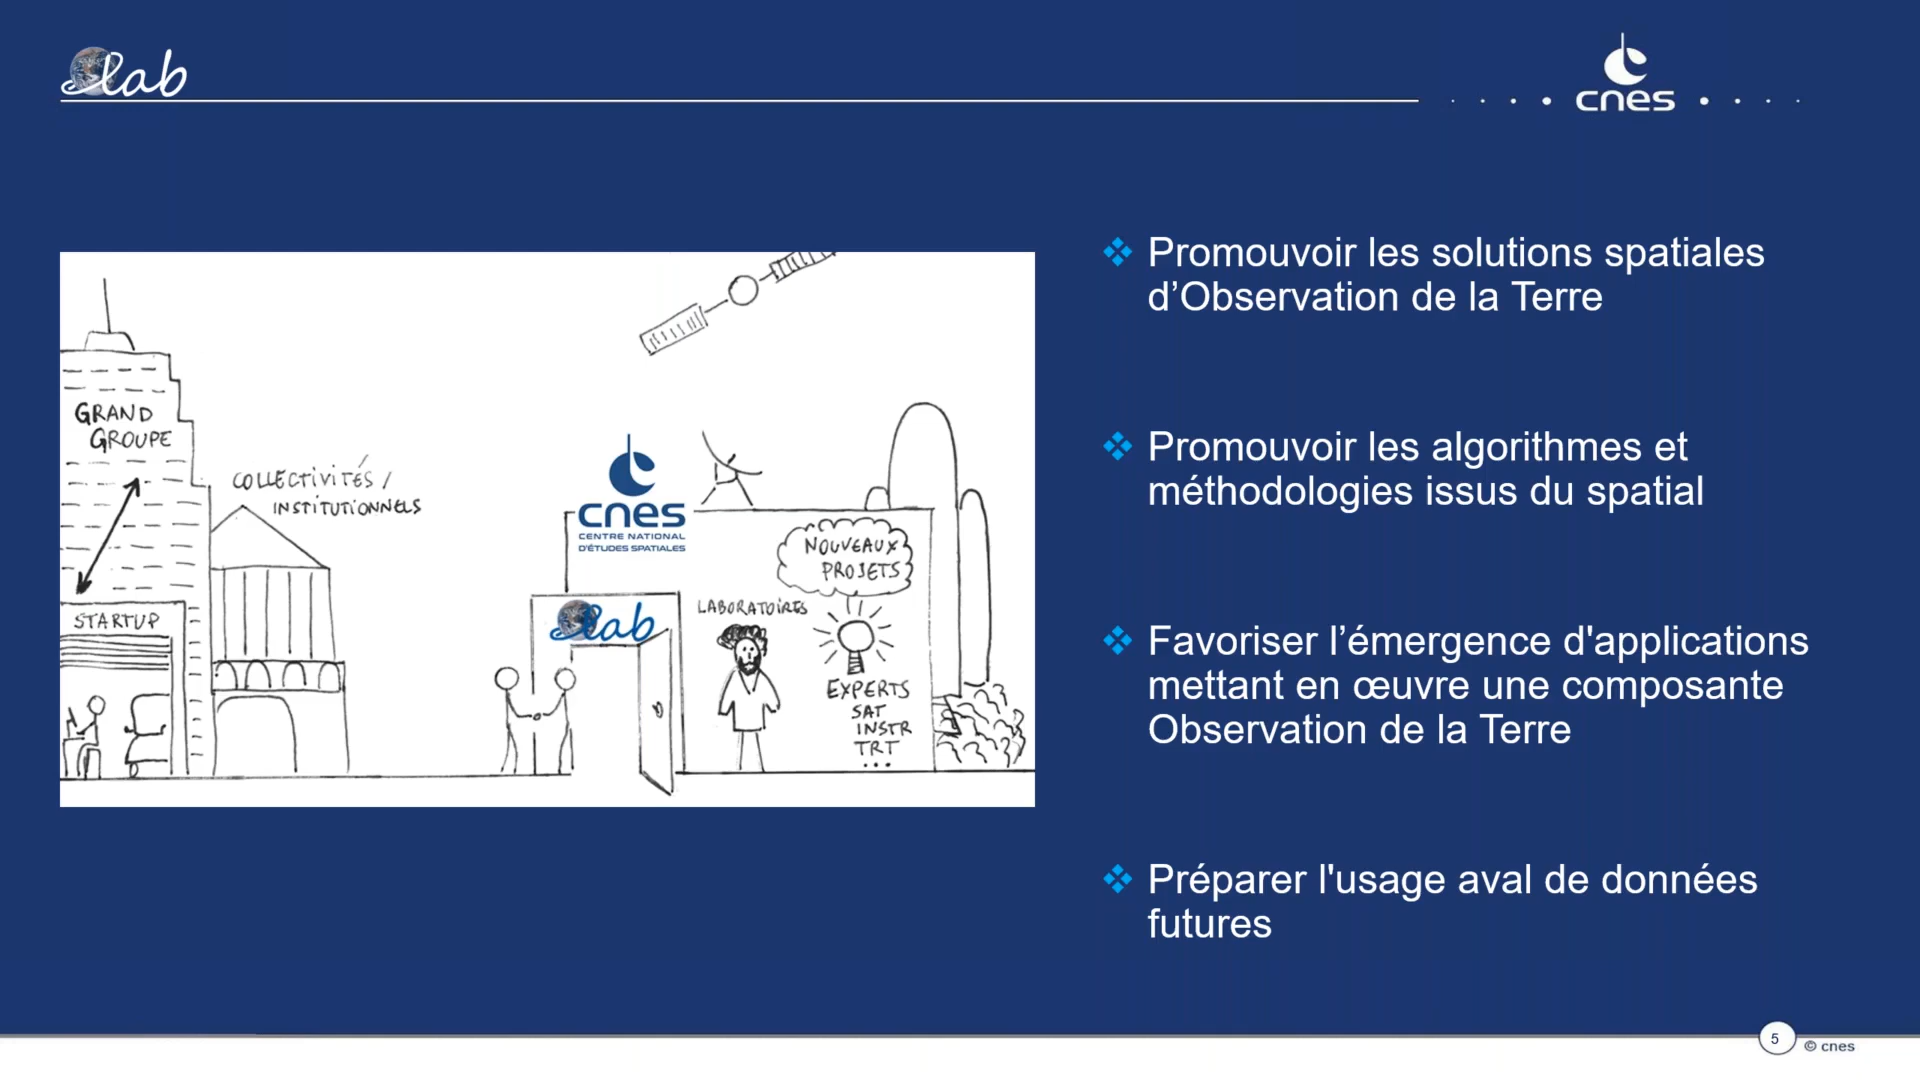 lab
cnes
GRAND
GROUPE
COLLECTIVITÉS /
INSTITUTIONNELS
STARTUP
cnes
CENTRE NATIONAL
D'ÉTUDES SPATIALES
lab
NOUVEAUX
PROJETS
LABORATOIRES
EXPERTS
SAT
INSTR
TRT
...
❖ Promouvoir les solutions spatiales
d’Observation de la Terre
❖ Promouvoir les algorithmes et
méthodologies issus du spatial
❖ Favoriser l’émergence d'applications
mettant en œuvre une composante
Observation de la Terre
❖ Préparer l'usage aval de données
futures
5
© cnes